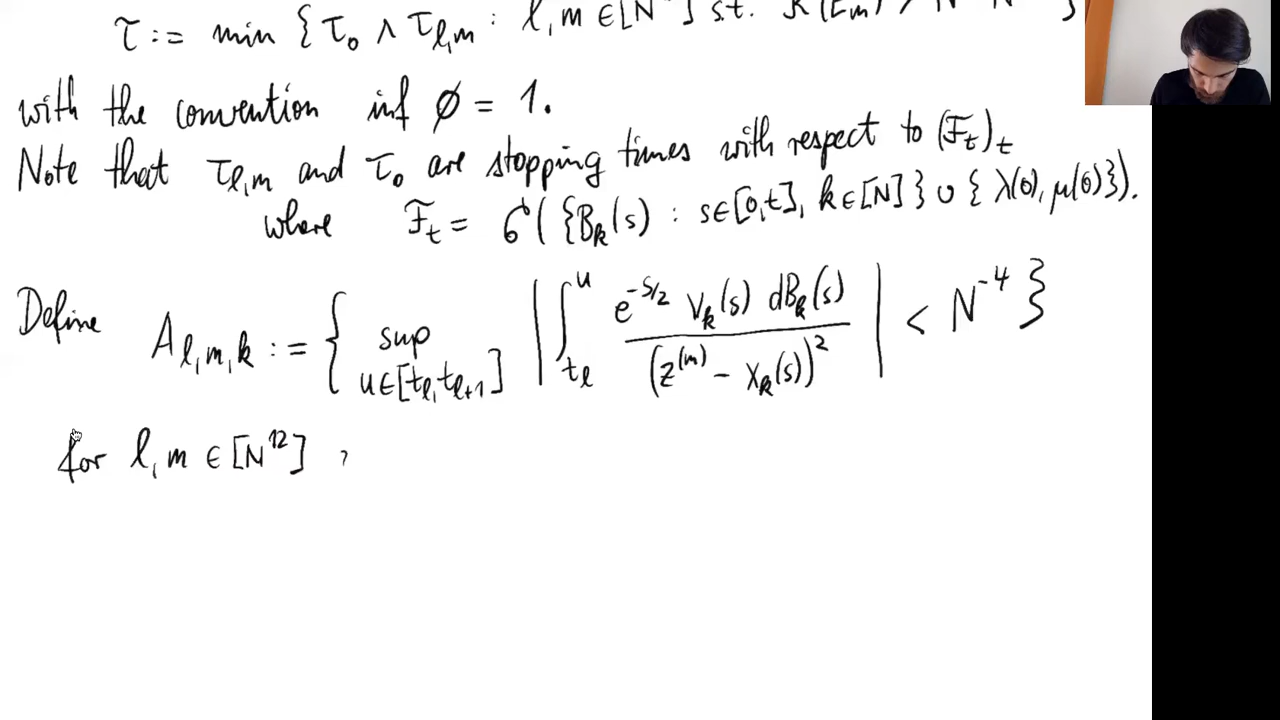 τ := min { τ₀ ∧ τ_{l,m} : l, m ∈ [N
with the convention inf ∅ = 1.
Note that τ_{l,m} and τ₀ are stopping times with respect to (F_t)_t
where F_t = σ( {B_k(s) : s ∈ [0,t], k ∈ [N] } ∪ { λ(0), μ(0)}).
Define A_{l,m,k} := { sup_{u∈[t_l, t_{l+1}]} | ∫_{t_l}^{u} e^{-s/2} v_k(s) dB_k(s) / (z^{(m)} - x_k(s))² | < N^{-4} }
for l, m ∈ [N^{12}] ,